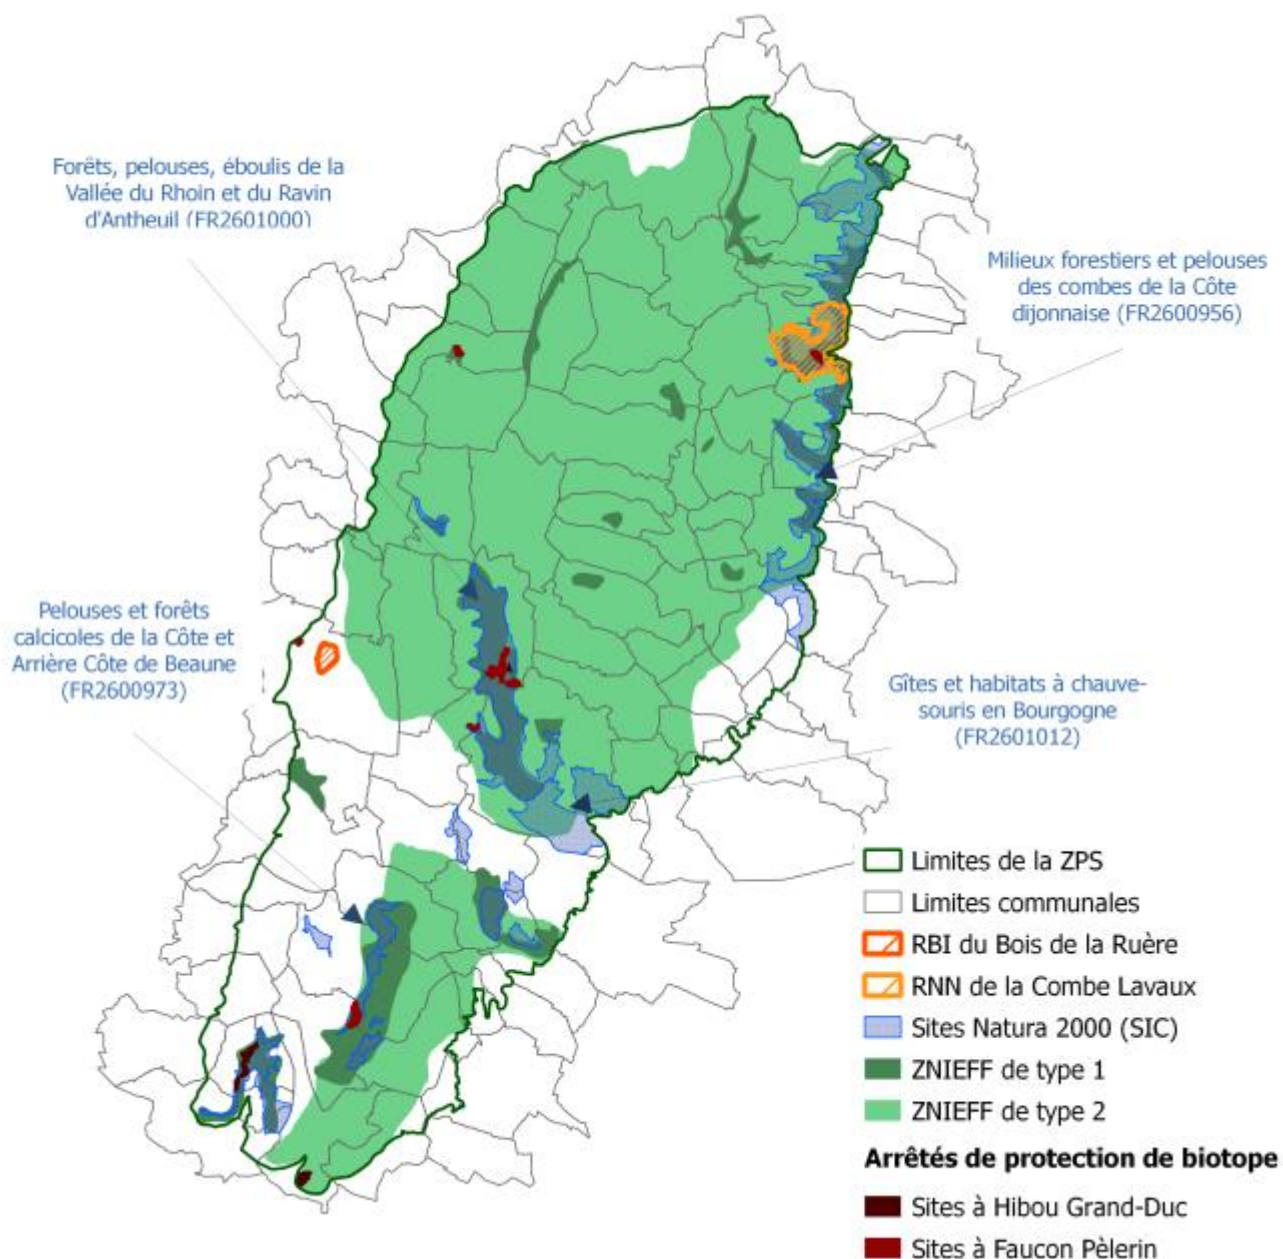 Forêts, pelouses, éboulis de la
Vallée du Rhoin et du Ravin
d'Antheuil (FR2601000)
Milieux forestiers et pelouses
des combes de la Côte
dijonnaise (FR2600956)
Pelouses et forêts
calcicoles de la Côte et
Arrière Côte de Beaune
(FR2600973)
Gîtes et habitats à chauve-
souris en Bourgogne
(FR2601012)
Limites de la ZPS
Limites communales
RBI du Bois de la Ruère
RNN de la Combe Lavaux
Sites Natura 2000 (SIC)
ZNIEFF de type 1
ZNIEFF de type 2
Arrêtés de protection de biotope
Sites à Hibou Grand-Duc
Sites à Faucon Pèlerin